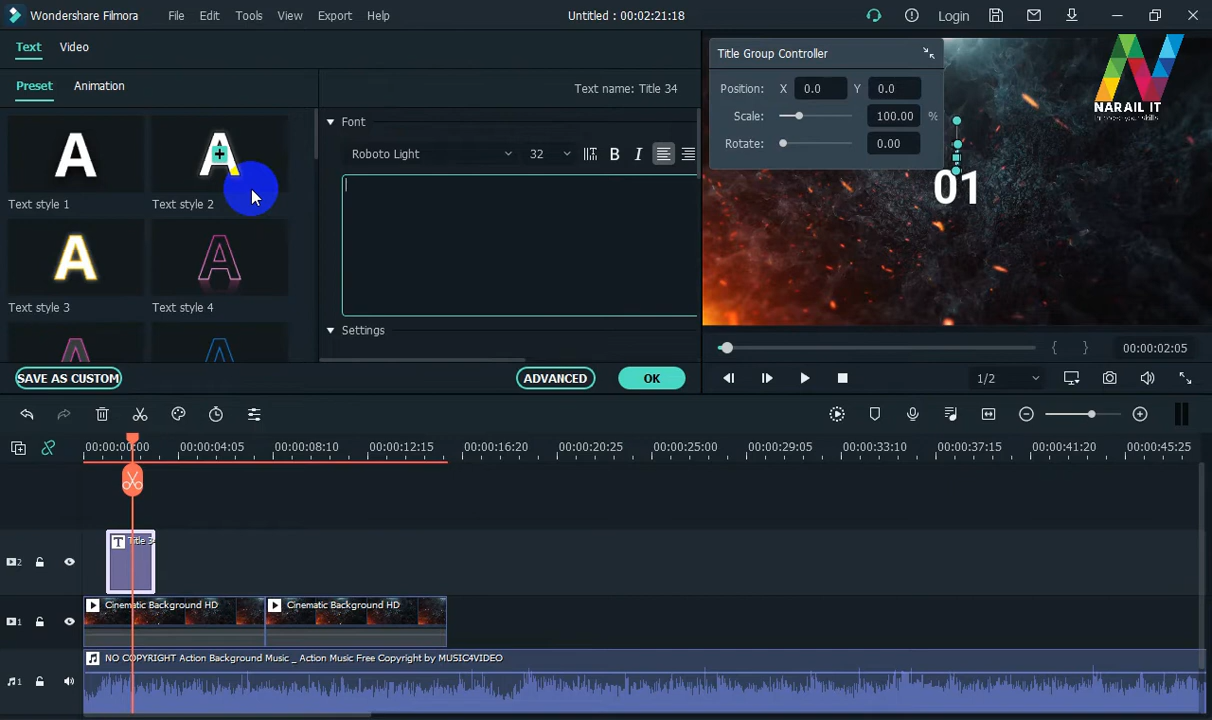 Wondershare Filmora File Edit Tools View Export Help Untitled : 00:02:21:18 Login
Text Video
Preset Animation
Text name: Title 34
Text style 1
Text style 2
Text style 3
Text style 4
Font
Roboto Light 32 B I
Settings
SAVE AS CUSTOM
ADVANCED
OK
Title Group Controller
Position: X 0.0 Y 0.0
Scale: 100.00 %
Rotate: 0.00
NARAIL IT
01
00:00:02:05
1/2
00:00:00:00 00:00:04:05 00:00:08:10 00:00:12:15 00:00:16:20 00:00:20:25 00:00:25:00 00:00:29:05 00:00:33:10 00:00:37:15 00:00:41:20 00:00:45:25
2
T Title 3
1
Cinematic Background HD
Cinematic Background HD
1
NO COPYRIGHT Action Background Music _ Action Music Free Copyright by MUSIC4VIDEO